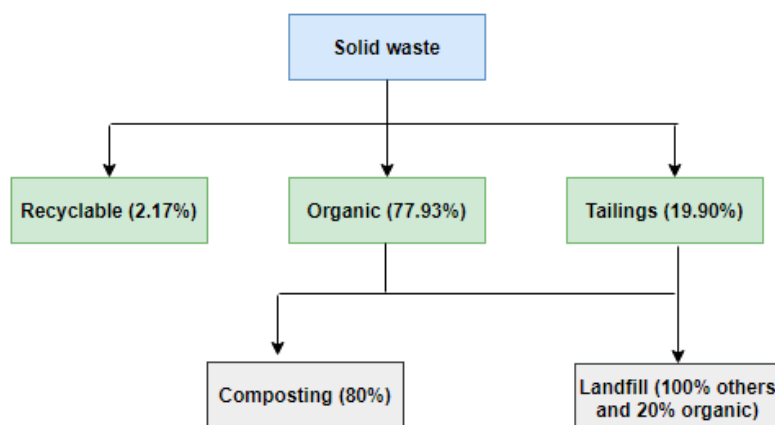 Solid waste
Recyclable (2.17%)
Organic (77.93%)
Tailings (19.90%)
Composting (80%)
Landfill (100% others
and 20% organic)